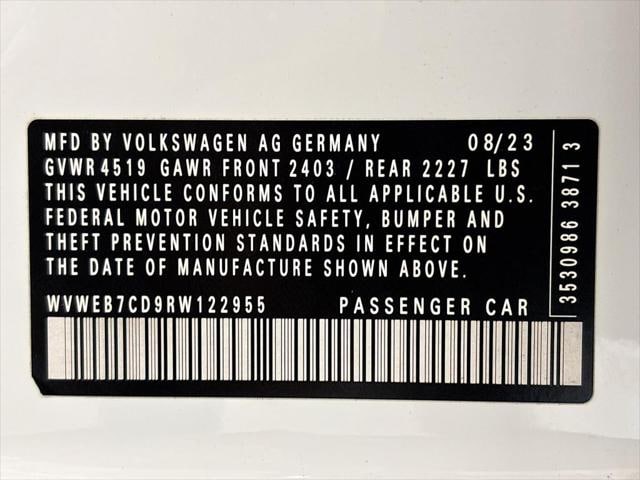 MFD BY VOLKSWAGEN AG GERMANY 08/23
GVWR 4519 GAWR FRONT 2403 / REAR 2227 LBS
THIS VEHICLE CONFORMS TO ALL APPLICABLE U.S.
FEDERAL MOTOR VEHICLE SAFETY, BUMPER AND
THEFT PREVENTION STANDARDS IN EFFECT ON
THE DATE OF MANUFACTURE SHOWN ABOVE.
WVWEB7CD9RW122955 PASSENGER CAR
3530986 3871 3